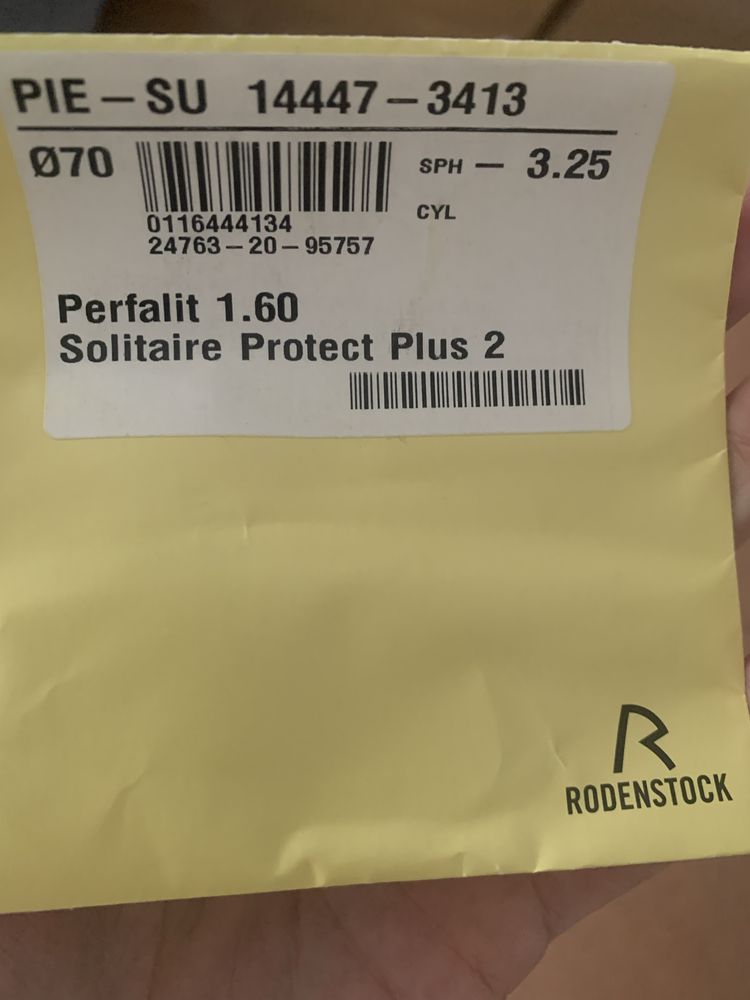 PIE – SU 14447 – 3413
Ø70
SPH – 3.25
CYL
0116444134
24763 – 20 – 95757
Perfalit 1.60
Solitaire Protect Plus 2
R
RODENSTOCK